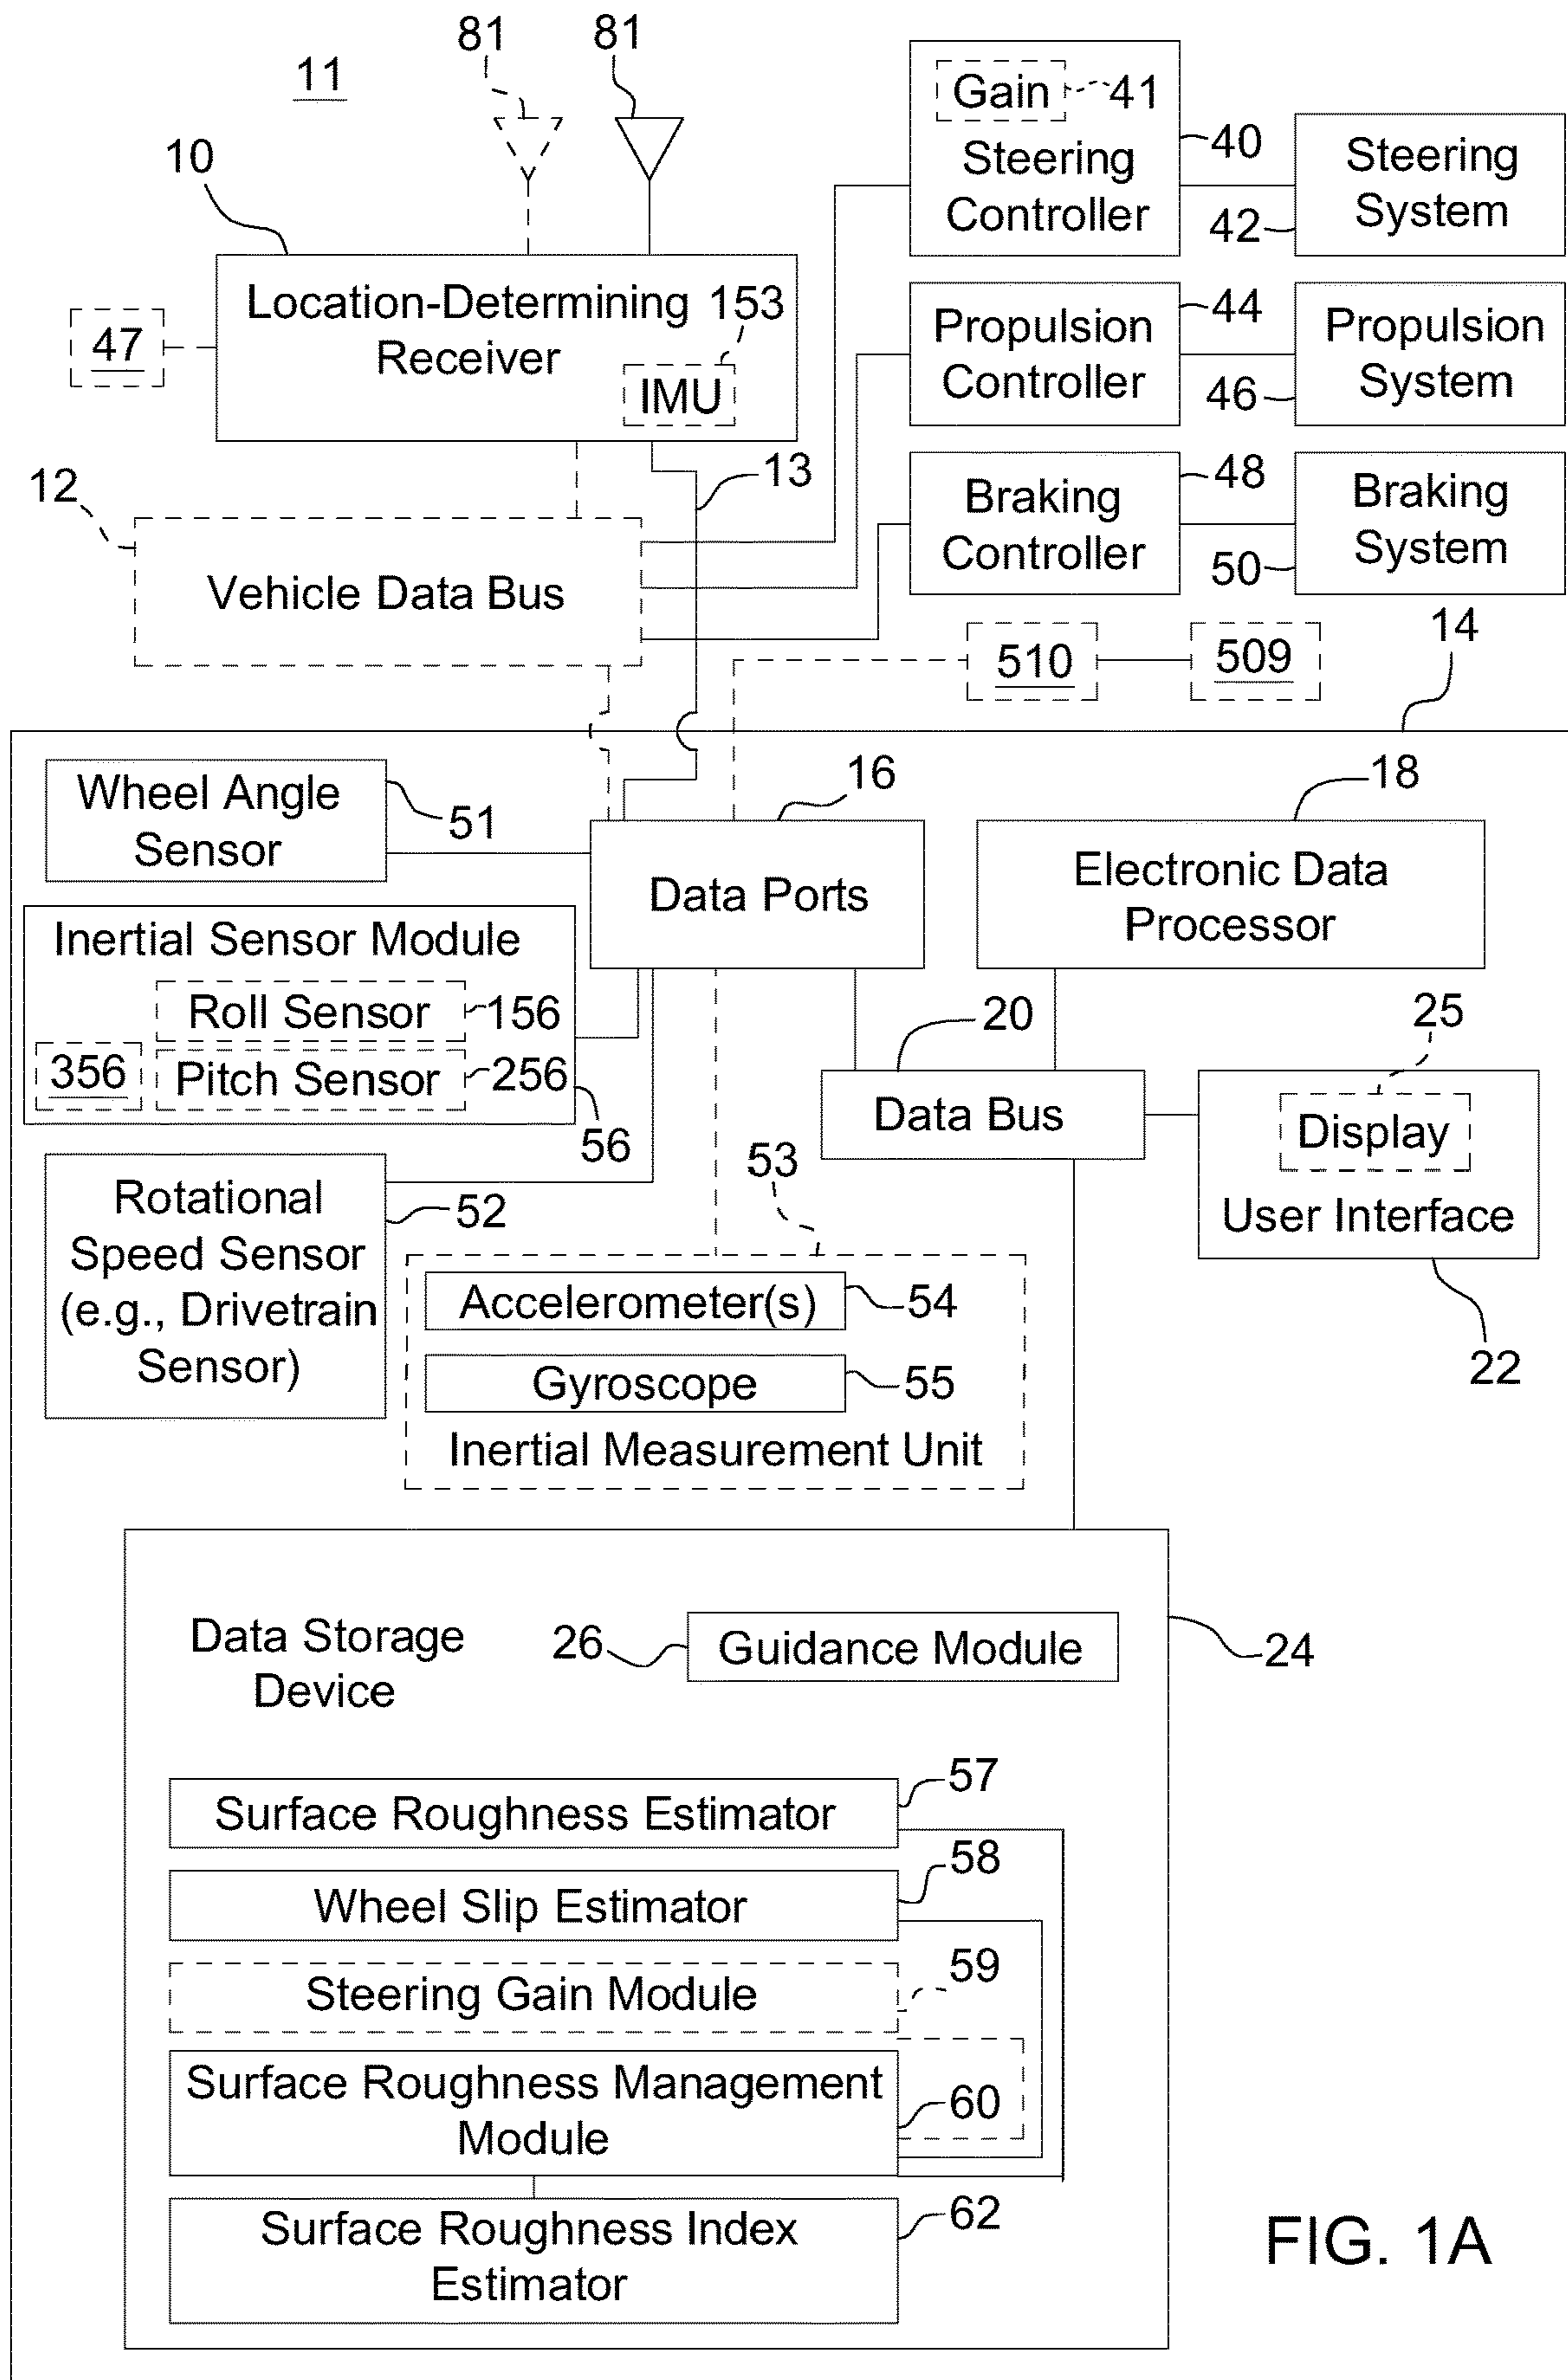 81
81
11
Gain
41
10
Steering
Controller
40
Steering
System
42
Location-Determining
Receiver
153
IMU
47
Propulsion
Controller
44
Propulsion
System
46
12
13
Braking
Controller
48
Braking
System
50
Vehicle Data Bus
510
509
14
Wheel Angle
Sensor
51
16
18
Data Ports
Electronic Data
Processor
Inertial Sensor Module
Roll Sensor
156
356
Pitch Sensor
256
56
20
25
Data Bus
Display
User Interface
22
53
Rotational
Speed Sensor
(e.g., Drivetrain
Sensor)
52
Accelerometer(s)
54
Gyroscope
55
Inertial Measurement Unit
Data Storage
Device
26
Guidance Module
24
57
Surface Roughness Estimator
58
Wheel Slip Estimator
59
Steering Gain Module
Surface Roughness Management
Module
60
62
Surface Roughness Index
Estimator
FIG. 1A